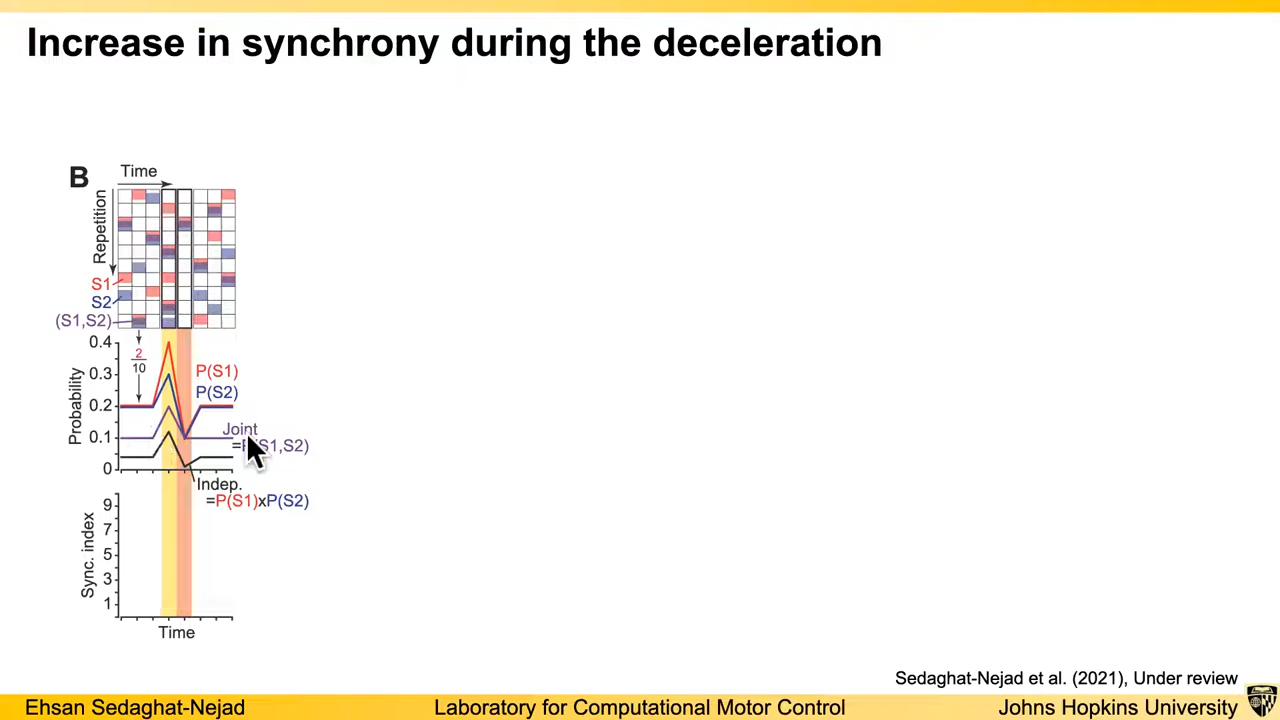 Increase in synchrony during the deceleration
B
Time
Repetition
S1
S2
(S1,S2)
0.4
0.3
0.2
0.1
0
Probability
2
10
P(S1)
P(S2)
Joint
=P(S1,S2)
Indep.
=P(S1)xP(S2)
9
7
5
3
1
Sync. index
Time
Sedaghat-Nejad et al. (2021), Under review
Ehsan Sedaghat-Nejad
Laboratory for Computational Motor Control
Johns Hopkins University